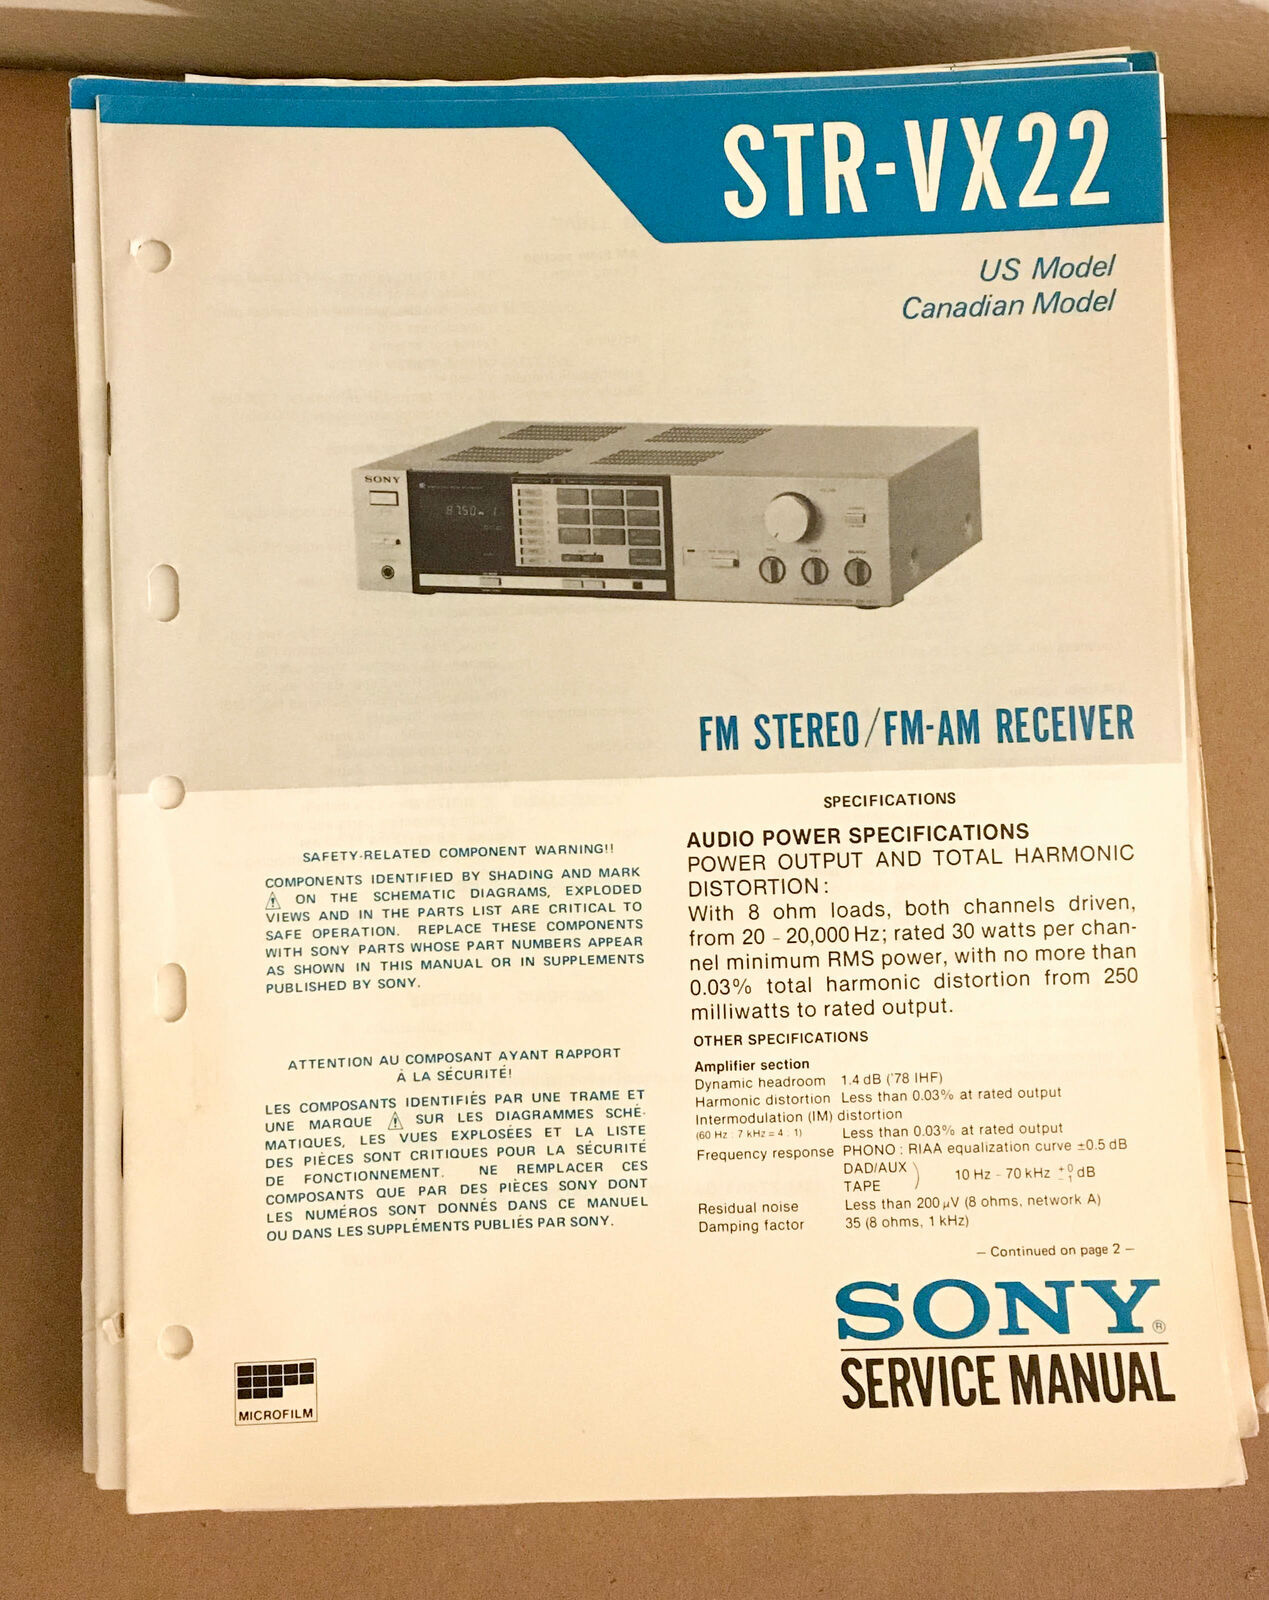 STR-VX22
US Model
Canadian Model
SONY
FM STEREO/FM-AM RECEIVER
SAFETY-RELATED COMPONENT WARNING!!
COMPONENTS IDENTIFIED BY SHADING AND MARK
⚠ ON THE SCHEMATIC DIAGRAMS, EXPLODED
VIEWS AND IN THE PARTS LIST ARE CRITICAL TO
SAFE OPERATION. REPLACE THESE COMPONENTS
WITH SONY PARTS WHOSE PART NUMBERS APPEAR
AS SHOWN IN THIS MANUAL OR IN SUPPLEMENTS
PUBLISHED BY SONY.
ATTENTION AU COMPOSANT AYANT RAPPORT
À LA SÉCURITÉ!
LES COMPOSANTS IDENTIFIÉS PAR UNE TRAME ET
UNE MARQUE ⚠ SUR LES DIAGRAMMES SCHÉ-
MATIQUES, LES VUES EXPLOSÉES ET LA LISTE
DES PIÈCES SONT CRITIQUES POUR LA SÉCURITÉ
DE FONCTIONNEMENT. NE REMPLACER CES
COMPOSANTS QUE PAR DES PIÈCES SONY DONT
LES NUMÉROS SONT DONNÉS DANS CE MANUEL
OU DANS LES SUPPLÉMENTS PUBLIÉS PAR SONY.
MICROFILM
SPECIFICATIONS
AUDIO POWER SPECIFICATIONS
POWER OUTPUT AND TOTAL HARMONIC
DISTORTION:
With 8 ohm loads, both channels driven,
from 20 - 20,000 Hz; rated 30 watts per chan-
nel minimum RMS power, with no more than
0.03% total harmonic distortion from 250
milliwatts to rated output.
OTHER SPECIFICATIONS
Amplifier section
Dynamic headroom 1.4 dB ('78 IHF)
Harmonic distortion Less than 0.03% at rated output
Intermodulation (IM) distortion
(60 Hz : 7 kHz = 4 : 1) Less than 0.03% at rated output
Frequency response PHONO : RIAA equalization curve ±0.5 dB
DAD/AUX
TAPE ) 10 Hz - 70 kHz +0 -1 dB
Residual noise Less than 200 μV (8 ohms, network A)
Damping factor 35 (8 ohms, 1 kHz)
– Continued on page 2 –
SONY®
SERVICE MANUAL